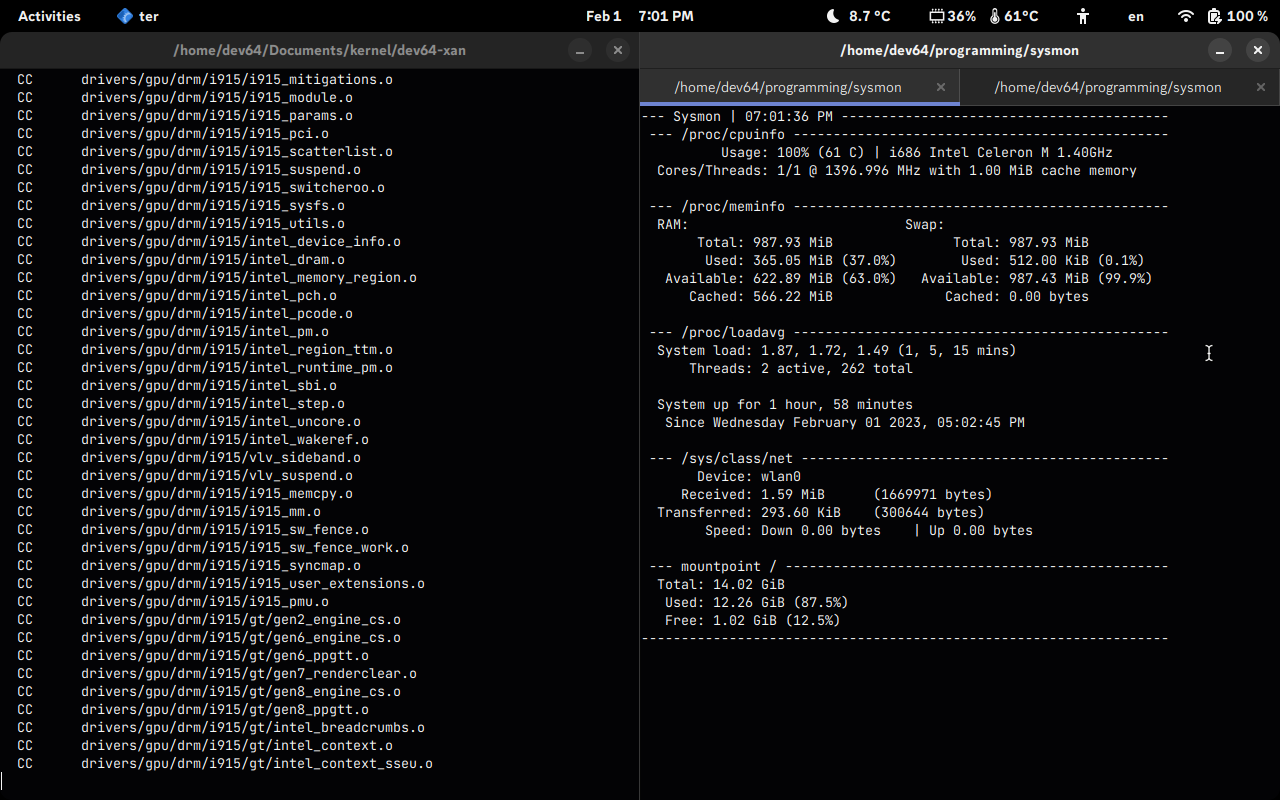 Activities ter Feb 1 7:01 PM 8.7 °C 36% 61°C en 100 %
/home/dev64/Documents/kernel/dev64-xan
CC drivers/gpu/drm/i915/i915_mitigations.o
CC drivers/gpu/drm/i915/i915_module.o
CC drivers/gpu/drm/i915/i915_params.o
CC drivers/gpu/drm/i915/i915_pci.o
CC drivers/gpu/drm/i915/i915_scatterlist.o
CC drivers/gpu/drm/i915/i915_suspend.o
CC drivers/gpu/drm/i915/i915_switcheroo.o
CC drivers/gpu/drm/i915/i915_sysfs.o
CC drivers/gpu/drm/i915/i915_utils.o
CC drivers/gpu/drm/i915/intel_device_info.o
CC drivers/gpu/drm/i915/intel_dram.o
CC drivers/gpu/drm/i915/intel_memory_region.o
CC drivers/gpu/drm/i915/intel_pch.o
CC drivers/gpu/drm/i915/intel_pcode.o
CC drivers/gpu/drm/i915/intel_pm.o
CC drivers/gpu/drm/i915/intel_region_ttm.o
CC drivers/gpu/drm/i915/intel_runtime_pm.o
CC drivers/gpu/drm/i915/intel_sbi.o
CC drivers/gpu/drm/i915/intel_step.o
CC drivers/gpu/drm/i915/intel_uncore.o
CC drivers/gpu/drm/i915/intel_wakeref.o
CC drivers/gpu/drm/i915/vlv_sideband.o
CC drivers/gpu/drm/i915/vlv_suspend.o
CC drivers/gpu/drm/i915/i915_memcpy.o
CC drivers/gpu/drm/i915/i915_mm.o
CC drivers/gpu/drm/i915/i915_sw_fence.o
CC drivers/gpu/drm/i915/i915_sw_fence_work.o
CC drivers/gpu/drm/i915/i915_syncmap.o
CC drivers/gpu/drm/i915/i915_user_extensions.o
CC drivers/gpu/drm/i915/i915_pmu.o
CC drivers/gpu/drm/i915/gt/gen2_engine_cs.o
CC drivers/gpu/drm/i915/gt/gen6_engine_cs.o
CC drivers/gpu/drm/i915/gt/gen6_ppgtt.o
CC drivers/gpu/drm/i915/gt/gen7_renderclear.o
CC drivers/gpu/drm/i915/gt/gen8_engine_cs.o
CC drivers/gpu/drm/i915/gt/gen8_ppgtt.o
CC drivers/gpu/drm/i915/gt/intel_breadcrumbs.o
CC drivers/gpu/drm/i915/gt/intel_context.o
CC drivers/gpu/drm/i915/gt/intel_context_sseu.o
/home/dev64/programming/sysmon
/home/dev64/programming/sysmon /home/dev64/programming/sysmon
--- Sysmon | 07:01:36 PM -----------------------------------------
--- /proc/cpuinfo -----------------------------------------------
Usage: 100% (61 C) | i686 Intel Celeron M 1.40GHz
Cores/Threads: 1/1 @ 1396.996 MHz with 1.00 MiB cache memory
--- /proc/meminfo -----------------------------------------------
RAM: Swap:
Total: 987.93 MiB Total: 987.93 MiB
Used: 365.05 MiB (37.0%) Used: 512.00 KiB (0.1%)
Available: 622.89 MiB (63.0%) Available: 987.43 MiB (99.9%)
Cached: 566.22 MiB Cached: 0.00 bytes
--- /proc/loadavg -----------------------------------------------
System load: 1.87, 1.72, 1.49 (1, 5, 15 mins)
Threads: 2 active, 262 total
System up for 1 hour, 58 minutes
Since Wednesday February 01 2023, 05:02:45 PM
--- /sys/class/net ----------------------------------------------
Device: wlan0
Received: 1.59 MiB (1669971 bytes)
Transferred: 293.60 KiB (300644 bytes)
Speed: Down 0.00 bytes | Up 0.00 bytes
--- mountpoint / ------------------------------------------------
Total: 14.02 GiB
Used: 12.26 GiB (87.5%)
Free: 1.02 GiB (12.5%)
------------------------------------------------------------------